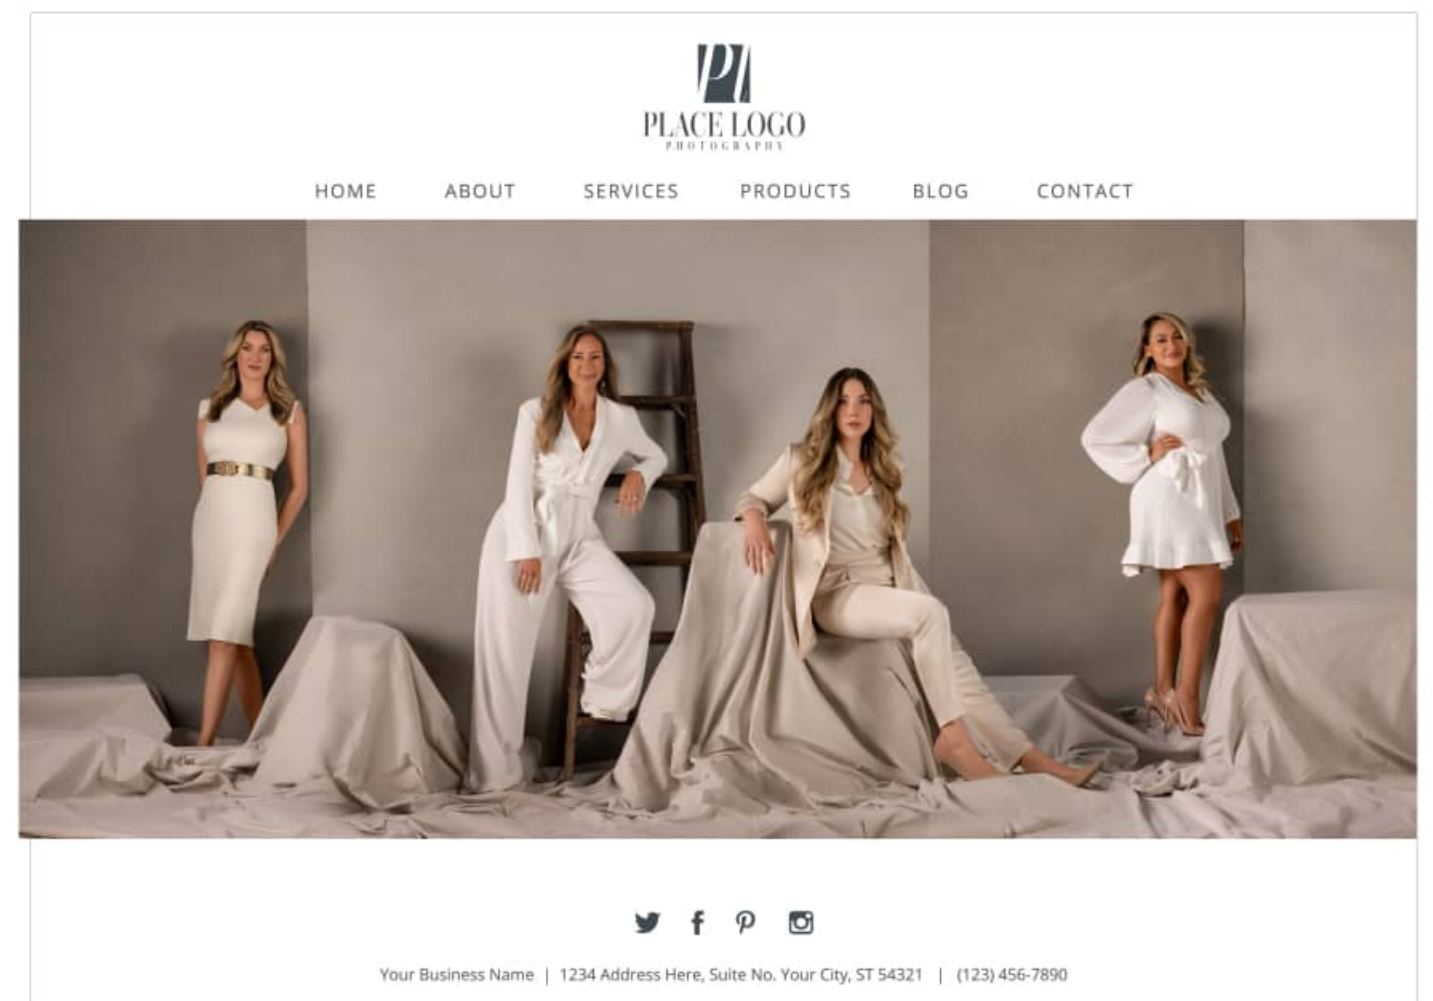 Pl
PLACE LOGO
PHOTOGRAPHY
HOME ABOUT SERVICES PRODUCTS BLOG CONTACT
Your Business Name | 1234 Address Here, Suite No. Your City, ST 54321 | (123) 456-7890